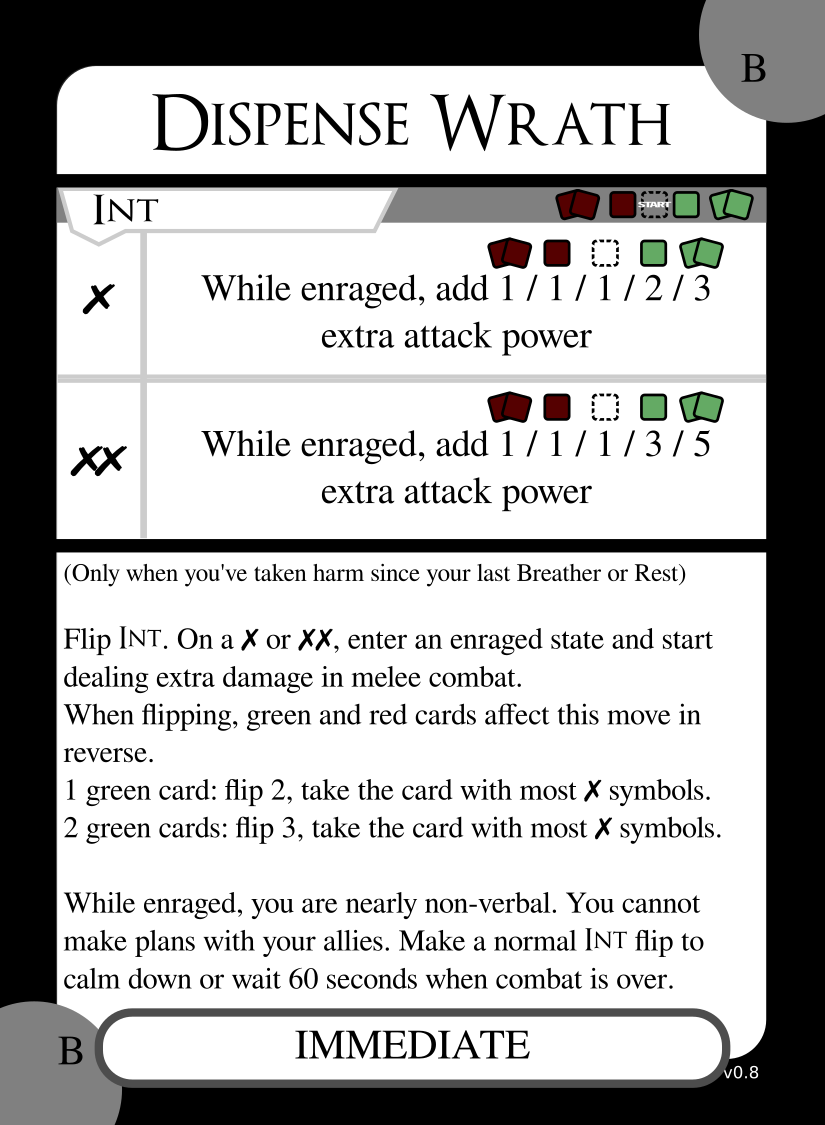 B
DISPENSE WRATH
INT
START
✗
While enraged, add 1 / 1 / 1 / 2 / 3
extra attack power
✗✗
While enraged, add 1 / 1 / 1 / 3 / 5
extra attack power
(Only when you've taken harm since your last Breather or Rest)
Flip INT. On a ✗ or ✗✗, enter an enraged state and start
dealing extra damage in melee combat.
When flipping, green and red cards affect this move in
reverse.
1 green card: flip 2, take the card with most ✗ symbols.
2 green cards: flip 3, take the card with most ✗ symbols.
While enraged, you are nearly non-verbal. You cannot
make plans with your allies. Make a normal INT flip to
calm down or wait 60 seconds when combat is over.
B
IMMEDIATE
v0.8